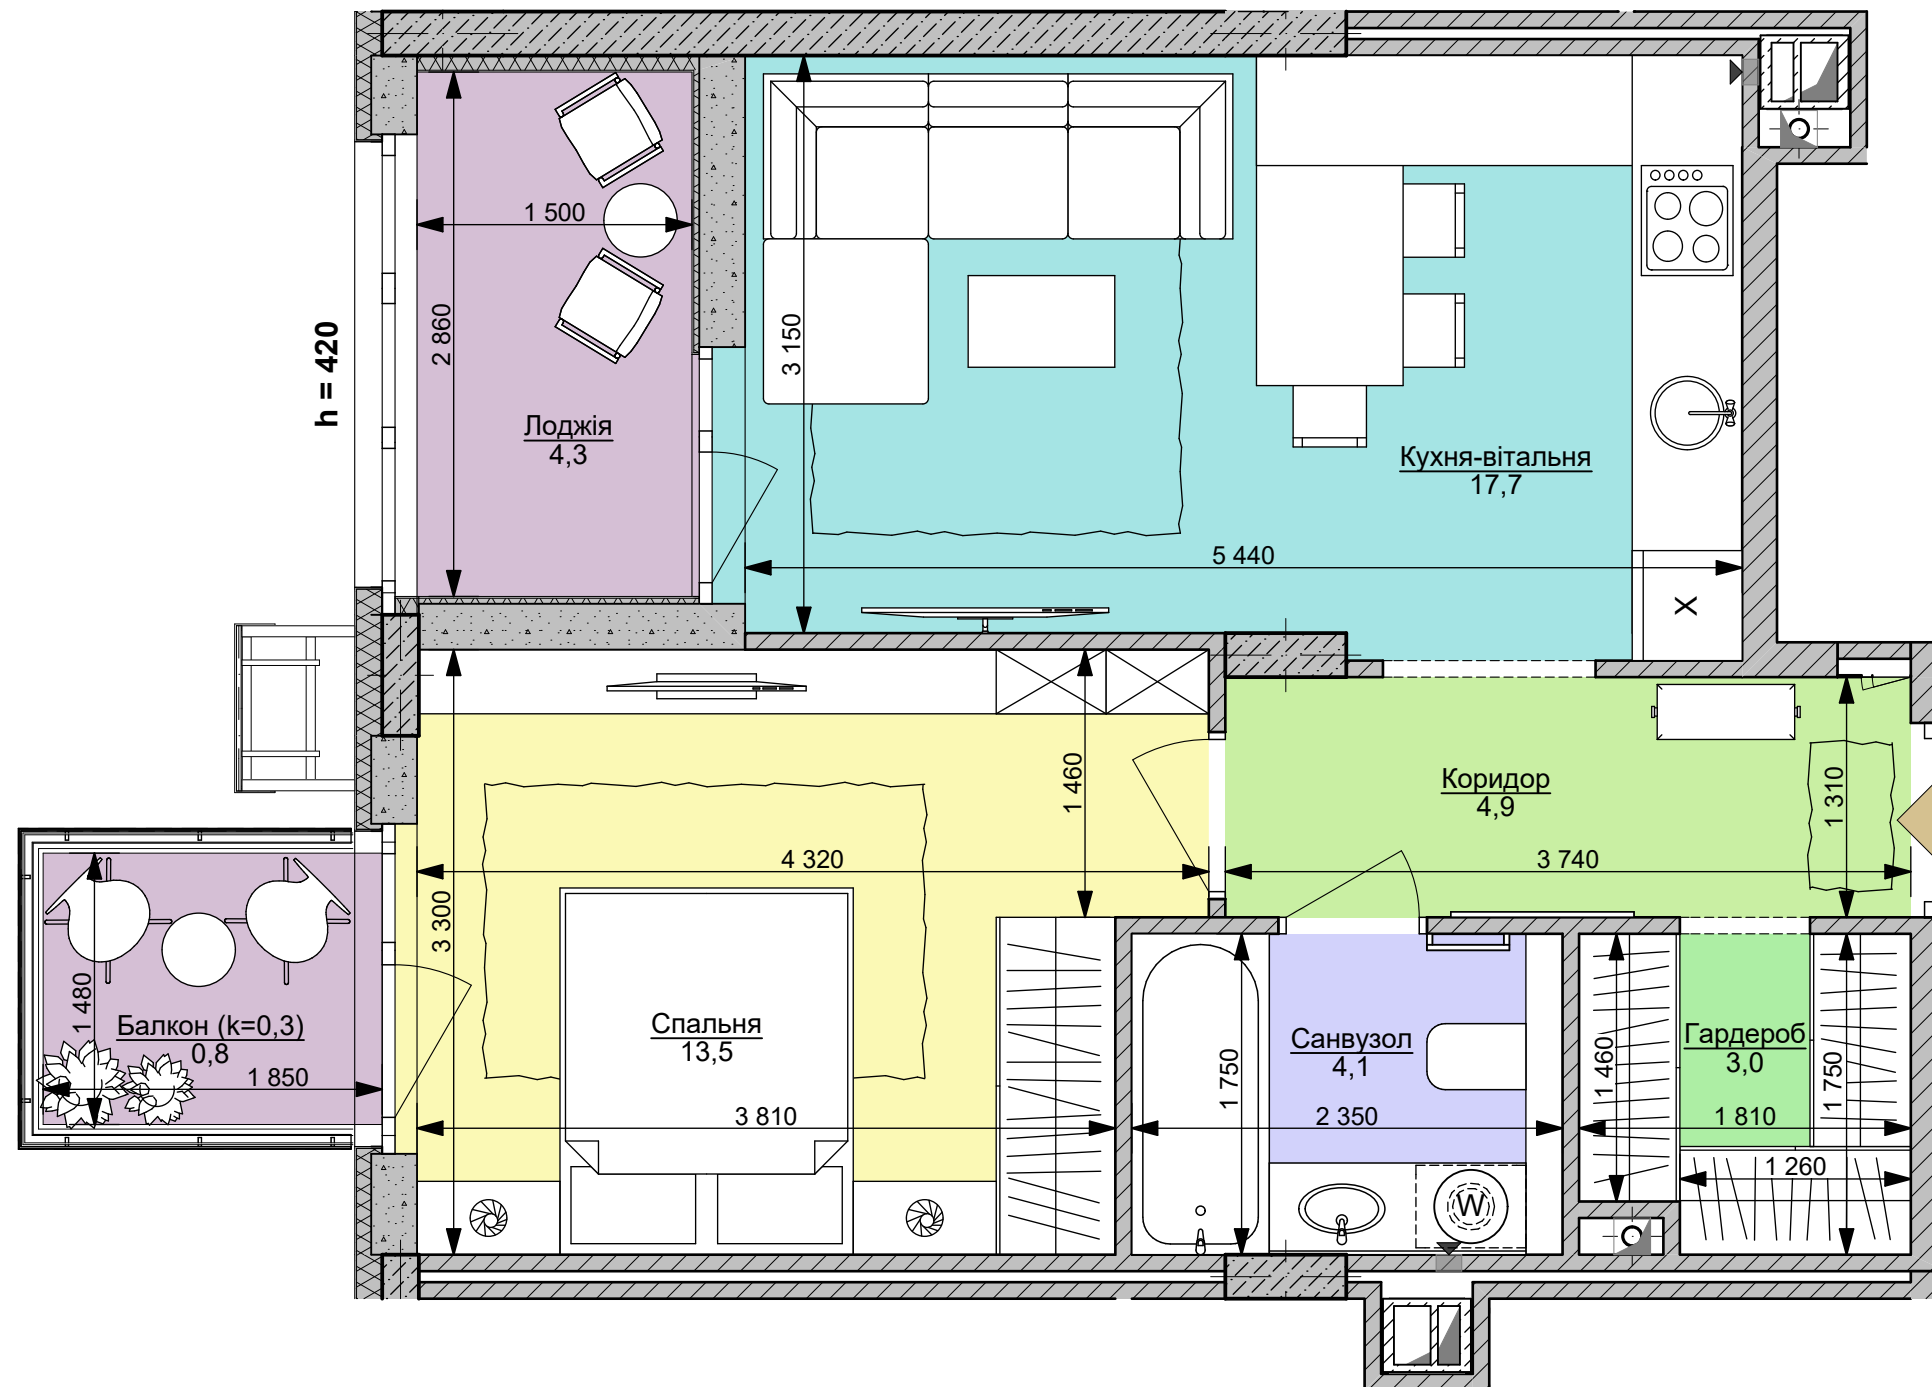 1 500
2 860
h = 420
Лоджія
4,3
3 150
Кухня-вітальня
17,7
5 440
X
1 460
Коридор
4,9
1 310
4 320
3 740
3 300
1 480
Балкон (k=0,3)
0,8
1 850
Спальня
13,5
3 810
1 750
Санвузол
4,1
2 350
W
1 460
Гардероб
3,0
1 750
1 810
1 260